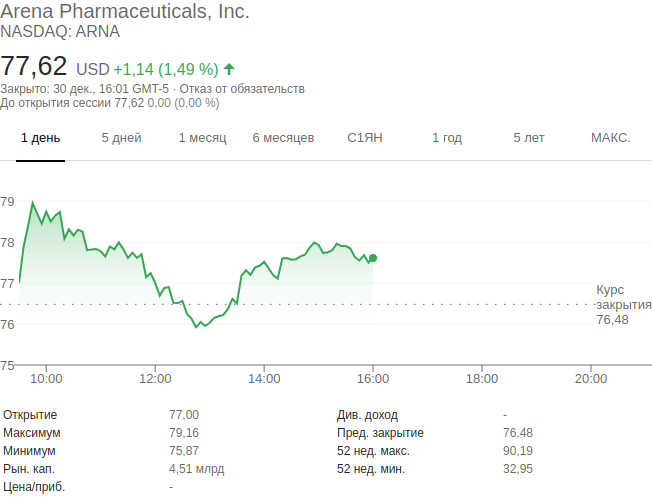 Arena Pharmaceuticals, Inc.
NASDAQ: ARNA
77,62 USD +1,14 (1,49 %)
Закрыто: 30 дек., 16:01 GMT-5 · Отказ от обязательств
До открытия сессии 77,62 0,00 (0,00 %)
1 день 5 дней 1 месяц 6 месяцев С1ЯН 1 год 5 лет МАКС.
79
78
77
Курс
закрытия
76,48
76
75
10:00 12:00 14:00 16:00 18:00 20:00
Открытие 77,00 Див. доход -
Максимум 79,16 Пред. закрытие 76,48
Минимум 75,87 52 нед. макс. 90,19
Рын. кап. 4,51 млрд 52 нед. мин. 32,95
Цена/приб. -